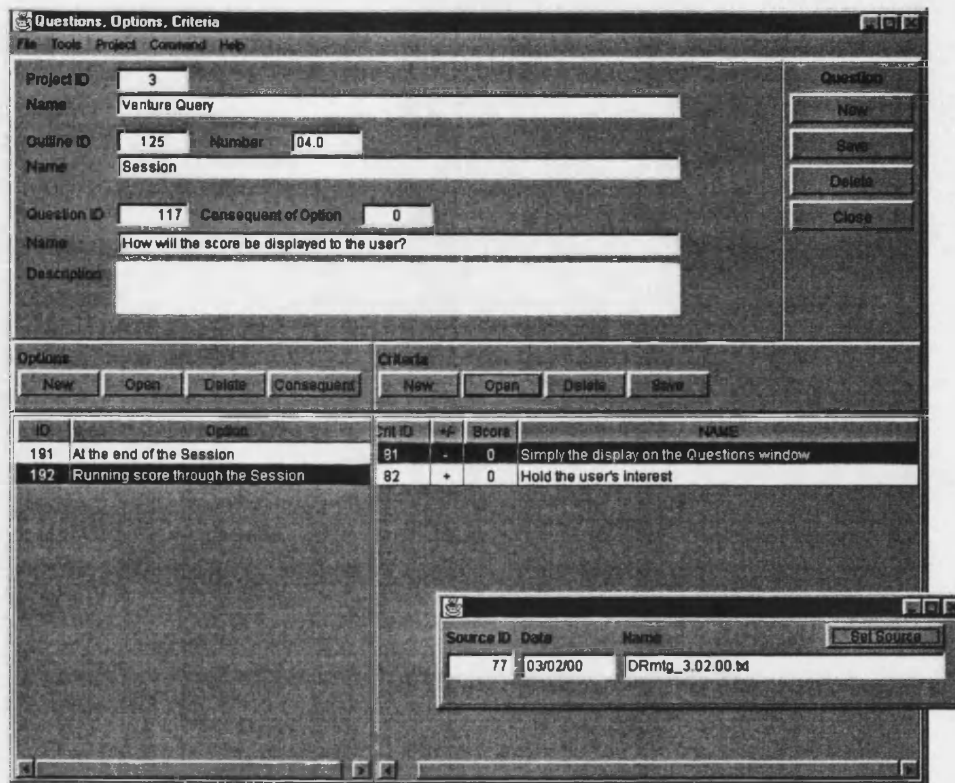 Questions, Options, Criteria
File Tools Project Command Help
Project ID 3
Name Venture Query
Outline ID 125 Number 04.0
Name Session
Question ID 117 Consequent of Option 0
Name How will the score be displayed to the user?
Description
Question
New
Save
Delete
Close
Options
New Open Delete Consequent
Criteria
New Open Delete Save
ID Option
191 At the end of the Session
192 Running score through the Session
Crit ID +/- Score NAME
81 - 0 Simply the display on the Questions window
82 + 0 Hold the user's interest
Source ID Date Name Set Source
77 03/02/00 DRmtg_3.02.00.txt